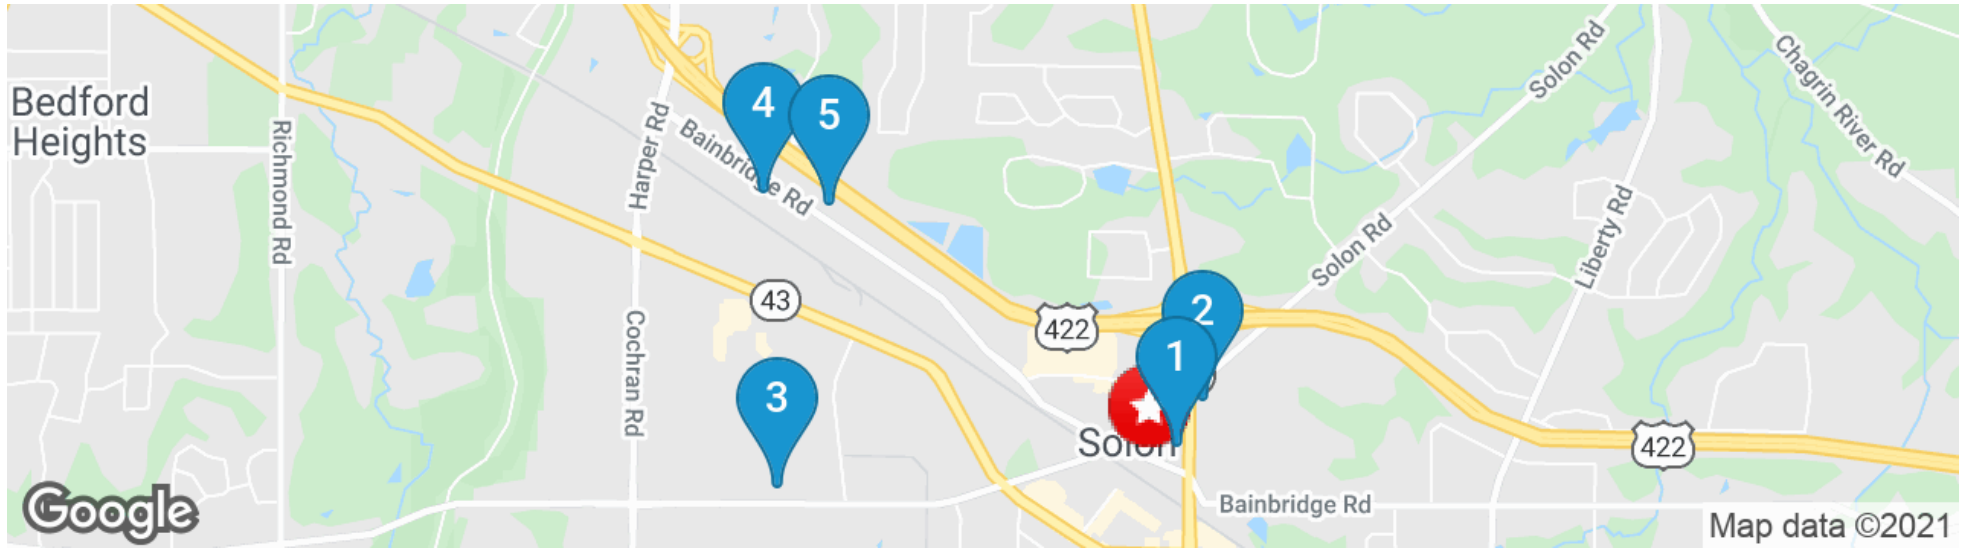 Bedford
Heights
Richmond Rd
Harper Rd
Bainbridge Rd
4
5
Solon Rd
Chagrin River Rd
Liberty Rd
Solon Rd
43
Cochran Rd
422
2
1
3
Solon
422
Bainbridge Rd
Google
Map data ©2021